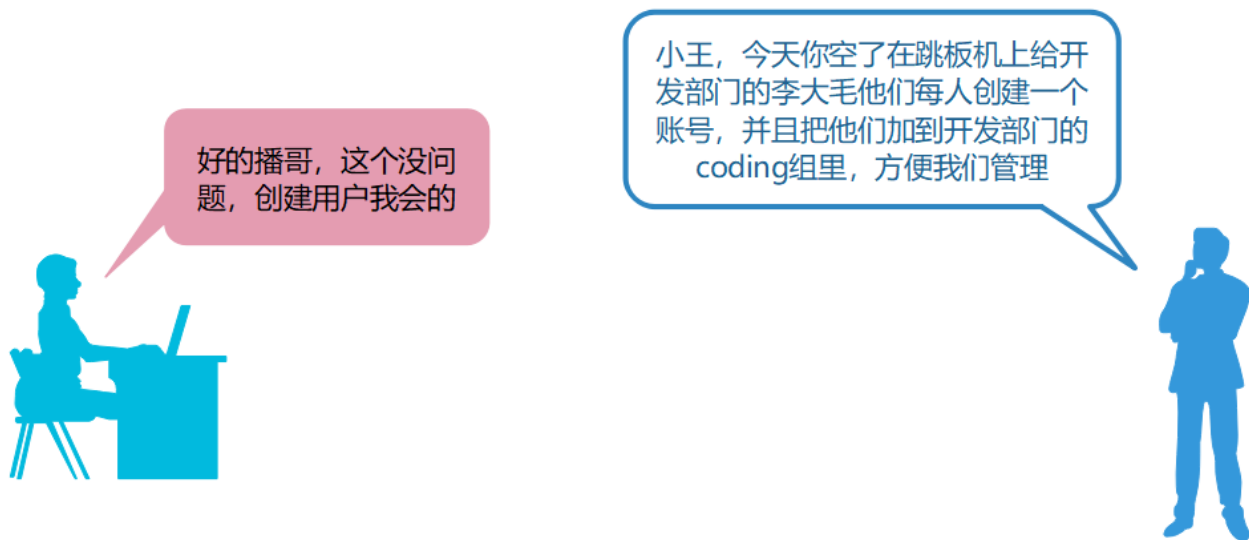 小王，今天你空了在跳板机上给开
发部门的李大毛他们每人创建一个
账号，并且把他们加到开发部门的
coding组里，方便我们管理
好的播哥，这个没问
题，创建用户我会的